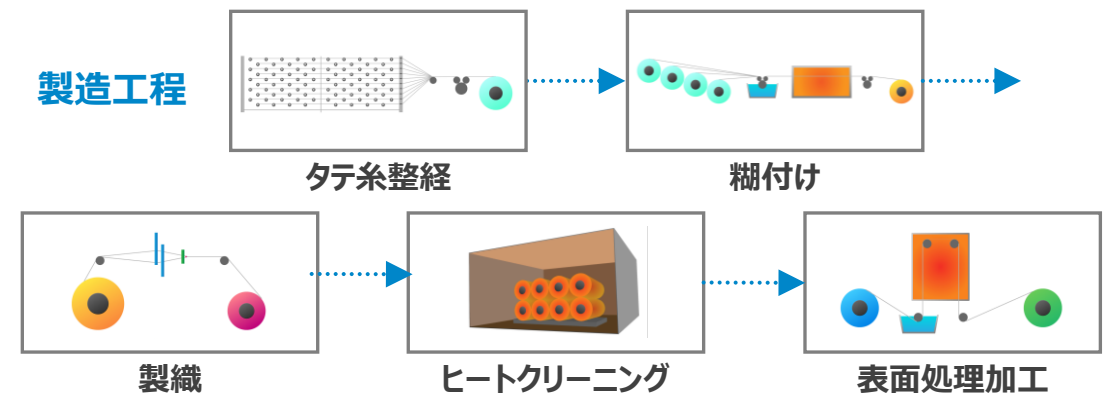 製造工程
タテ糸整経
糊付け
製織
ヒートクリーニング
表面処理加工